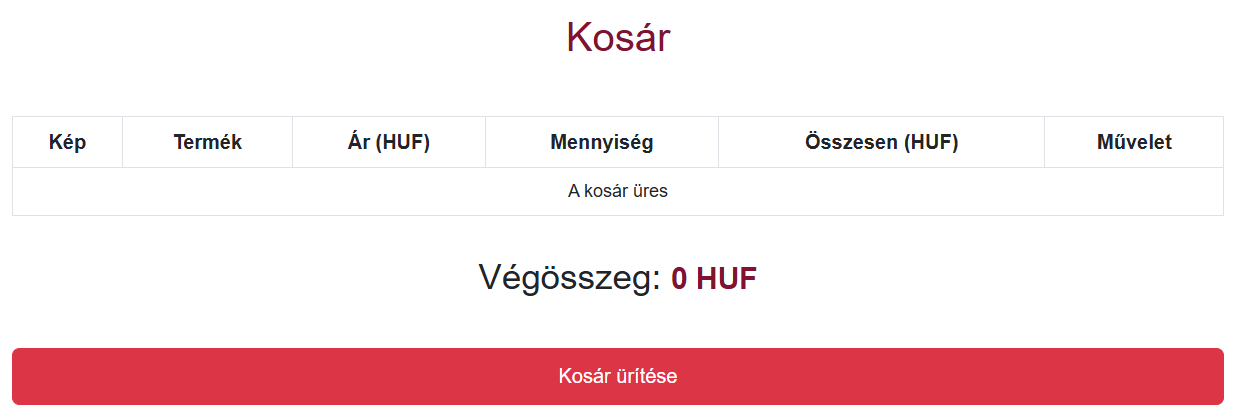 Kosár
Kép Termék Ár (HUF) Mennyiség Összesen (HUF) Művelet
A kosár üres
Végösszeg: 0 HUF
Kosár ürítése